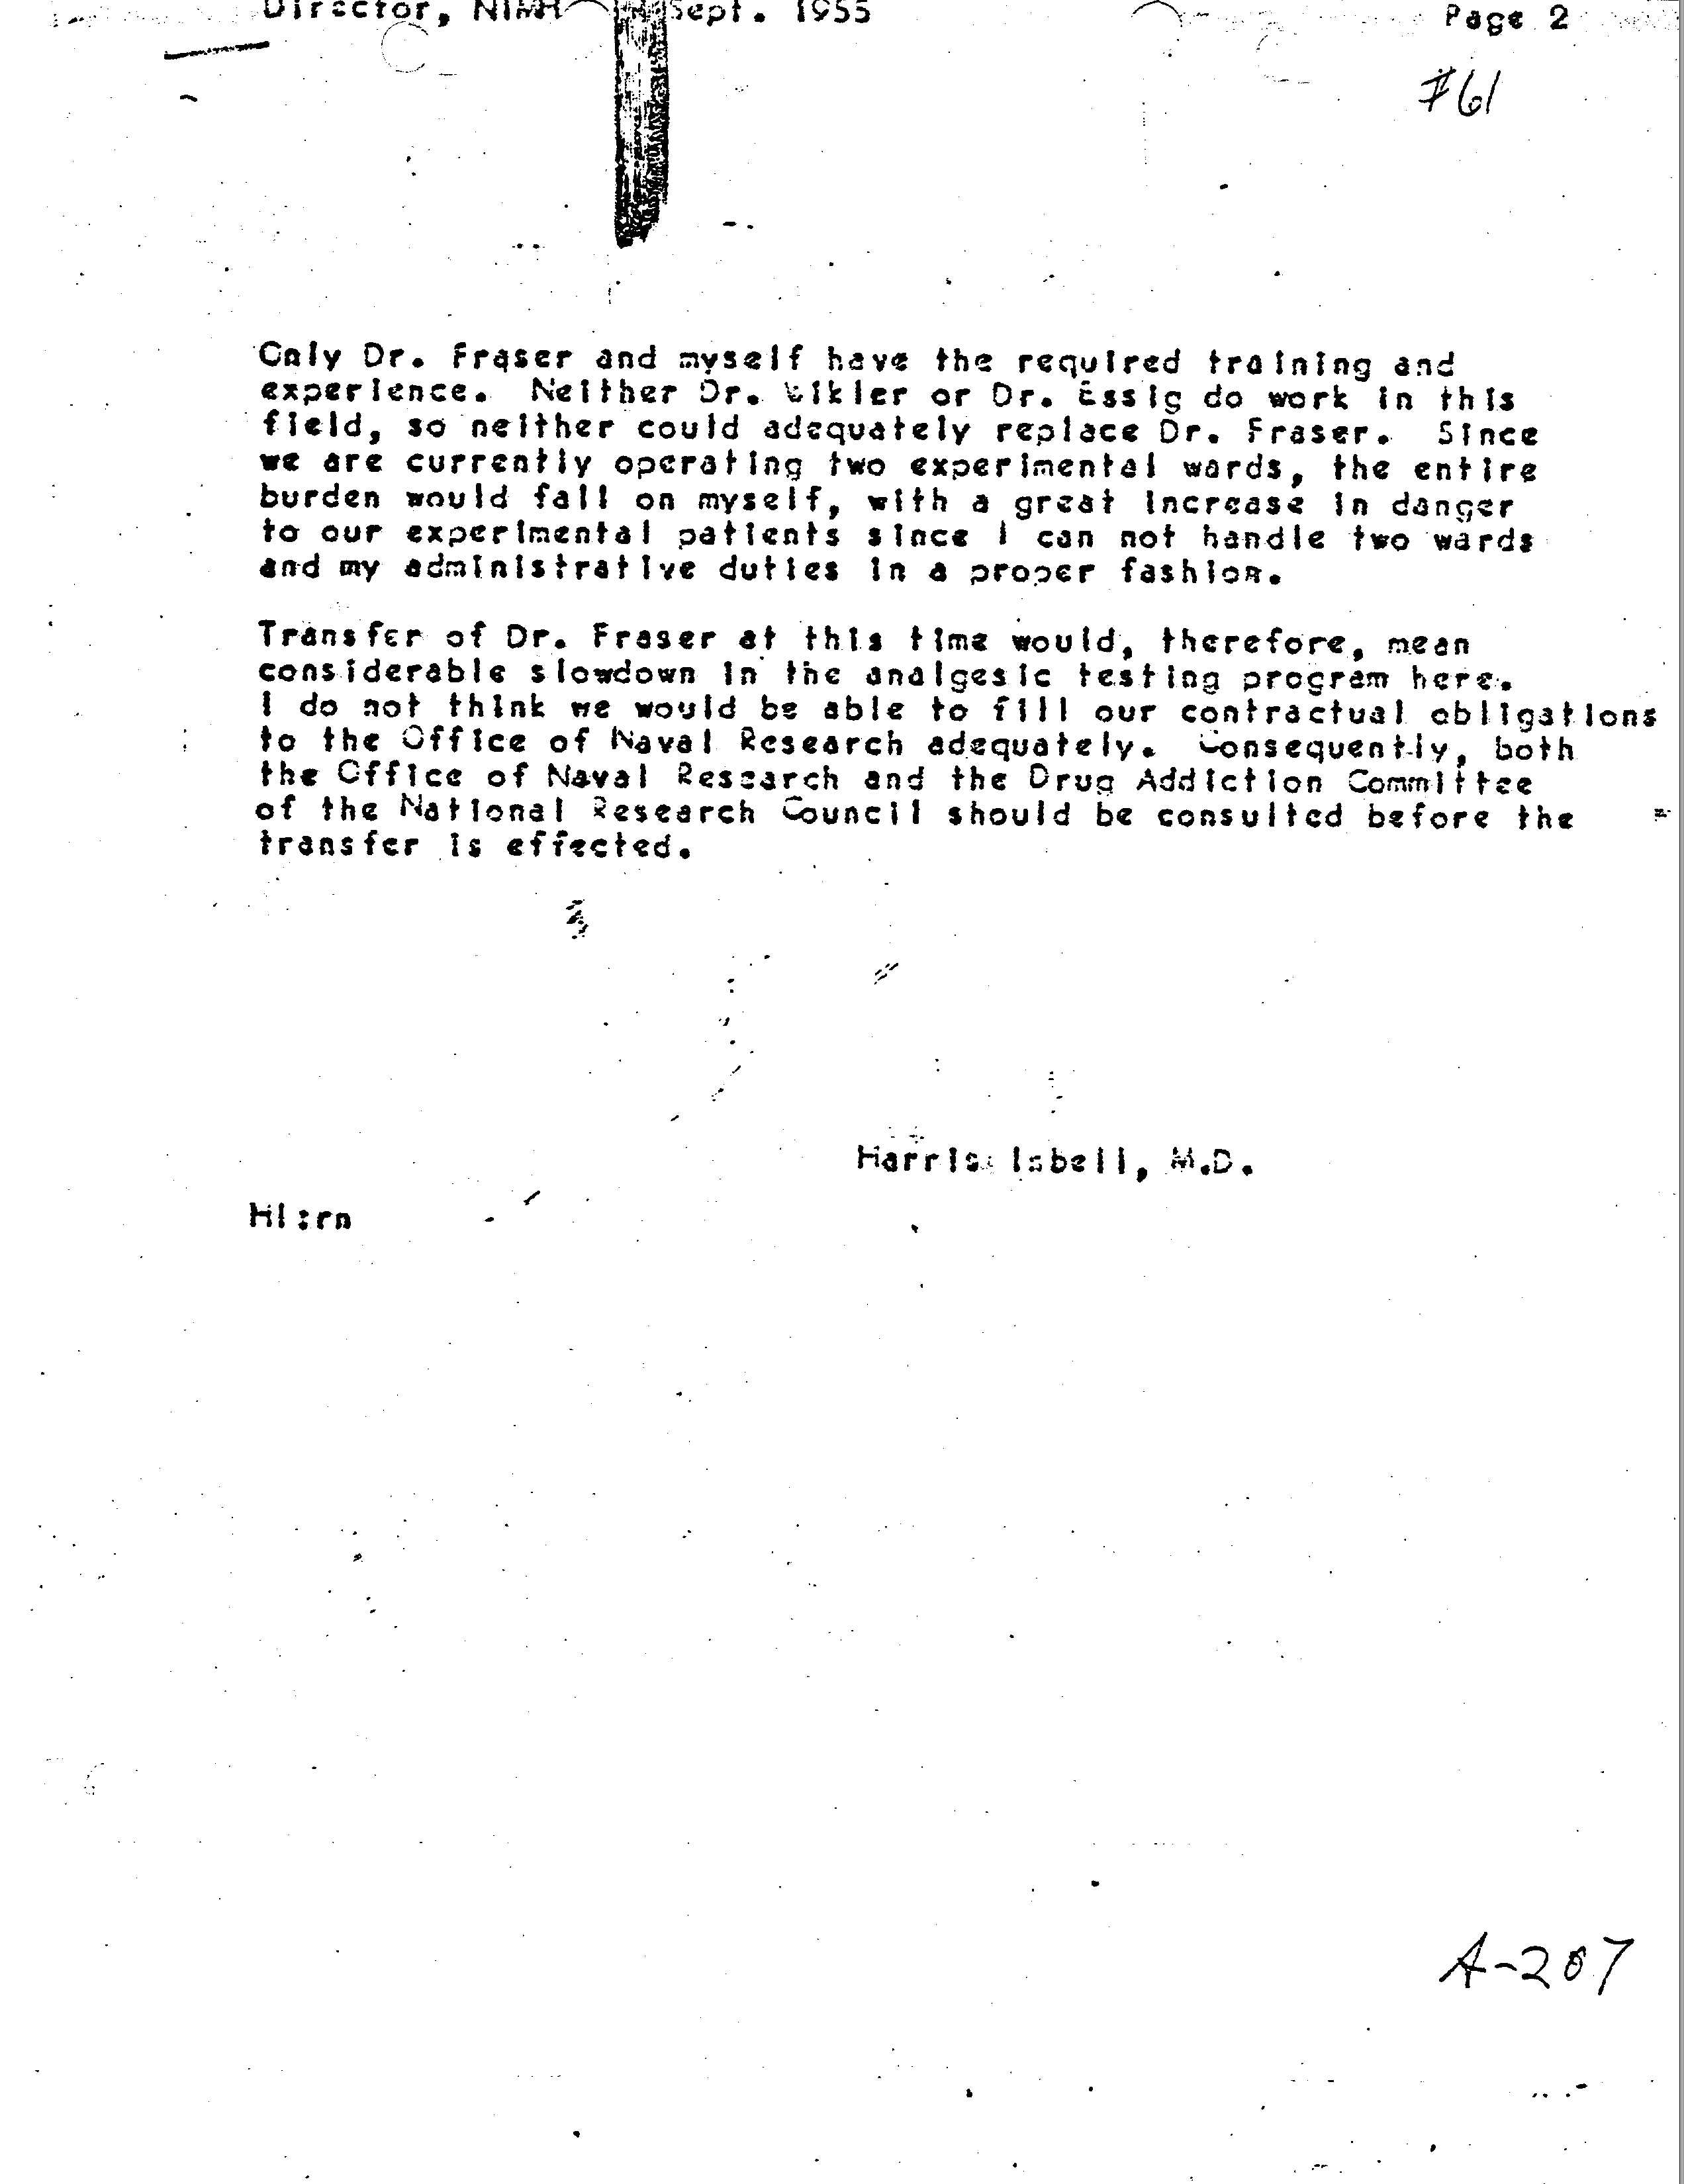 Director, NIMH Sept. 1955 Page 2
#61
Only Dr. Fraser and myself have the required training and
experience. Neither Dr. Wikler or Dr. Essig do work in this
field, so neither could adequately replace Dr. Fraser. Since
we are currently operating two experimental wards, the entire
burden would fall on myself, with a great increase in danger
to our experimental patients since I can not handle two wards
and my administrative duties in a proper fashion.
Transfer of Dr. Fraser at this time would, therefore, mean
considerable slowdown in the analgesic testing program here.
I do not think we would be able to fill our contractual obligations
to the Office of Naval Research adequately. Consequently, both
the Office of Naval Research and the Drug Addiction Committee
of the National Research Council should be consulted before the
transfer is effected.
Harris Isbell, M.D.
HI:rn
A-207